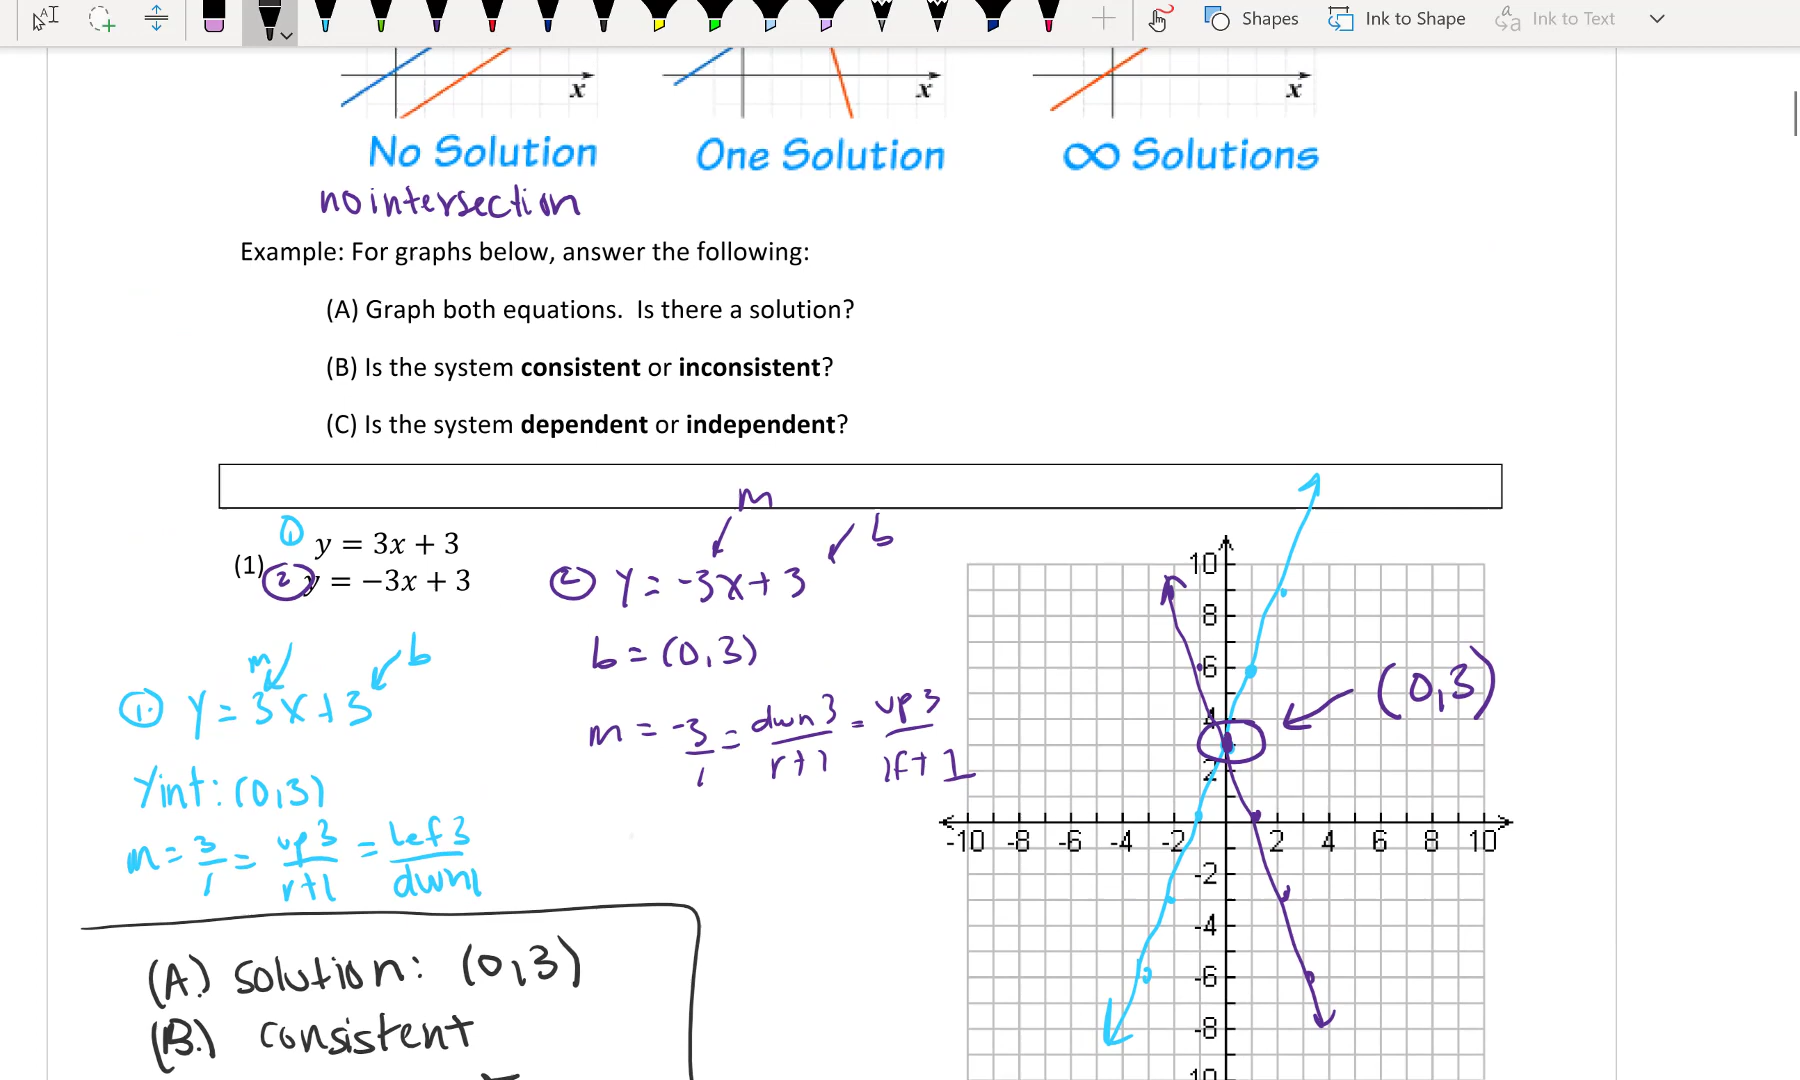 Shapes
Ink to Shape
Ink to Text
x
x
x
No Solution
One Solution
∞ Solutions
no intersection
Example: For graphs below, answer the following:
(A) Graph both equations. Is there a solution?
(B) Is the system consistent or inconsistent?
(C) Is the system dependent or independent?
(1)
① y = 3x + 3
② y = −3x + 3
m
b
② y = -3x + 3
b = (0,3)
m = -3/1 = dwn 3/rt 1 = up 3/lft 1
m
b
①. y = 3x + 3
Yint: (0,3)
m = 3/1 = up 3/rt 1 = Lef 3/dwn 1
(A.) solution: (0,3)
(B.) consistent
(0,3)
10
8
6
4
2
-10 -8 -6 -4 -2 2 4 6 8 10
-2
-4
-6
-8
10